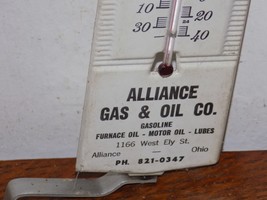 10 20
30 40
ALLIANCE
GAS & OIL CO.
GASOLINE
FURNACE OIL - MOTOR OIL - LUBES
1166 West Ely St.
Alliance — Ohio
PH. 821-0347